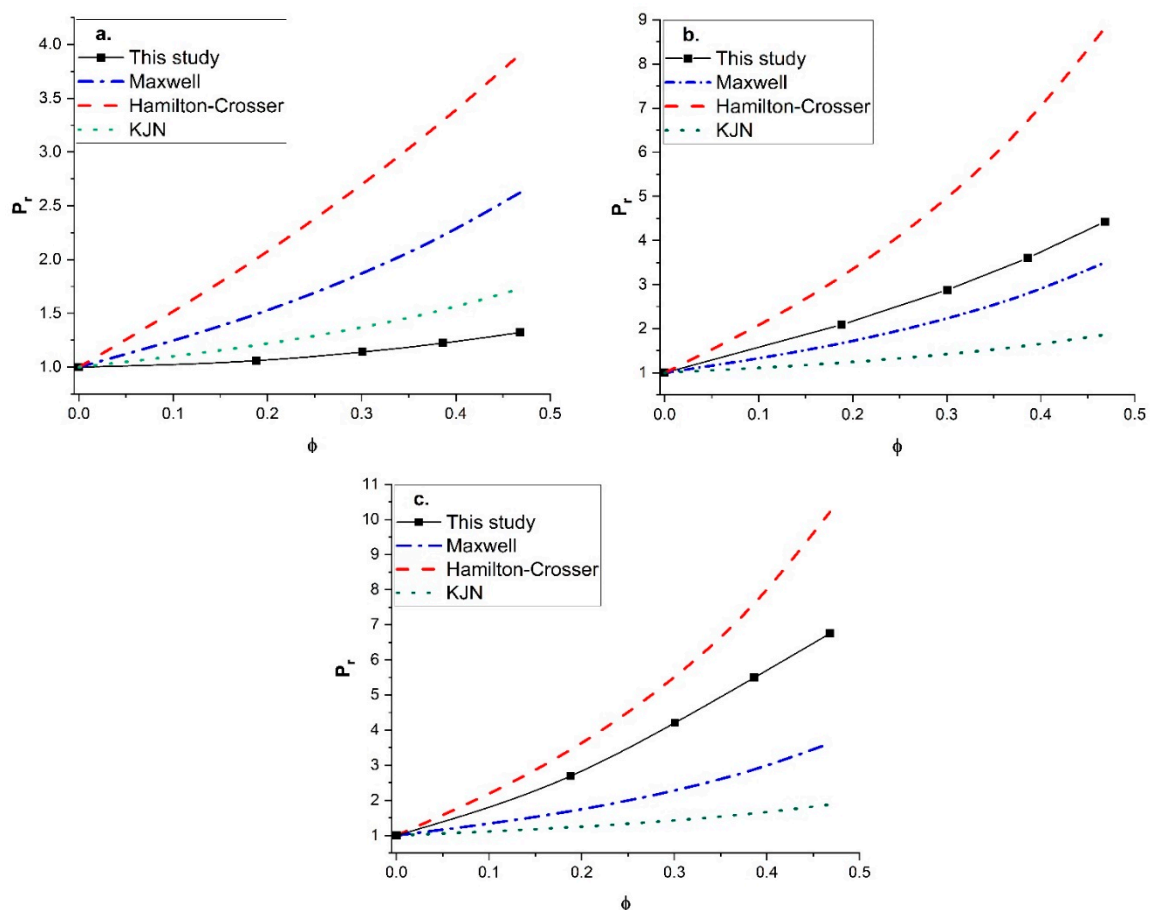 a.
This study
Maxwell
Hamilton-Crosser
KJN
4.0
3.5
3.0
2.5
2.0
1.5
1.0
Pr
0.0 0.1 0.2 0.3 0.4 0.5
ϕ
b.
This study
Maxwell
Hamilton-Crosser
KJN
9
8
7
6
5
4
3
2
1
Pr
0.0 0.1 0.2 0.3 0.4 0.5
ϕ
c.
This study
Maxwell
Hamilton-Crosser
KJN
11
10
9
8
7
6
5
4
3
2
1
Pr
0.0 0.1 0.2 0.3 0.4 0.5
ϕ